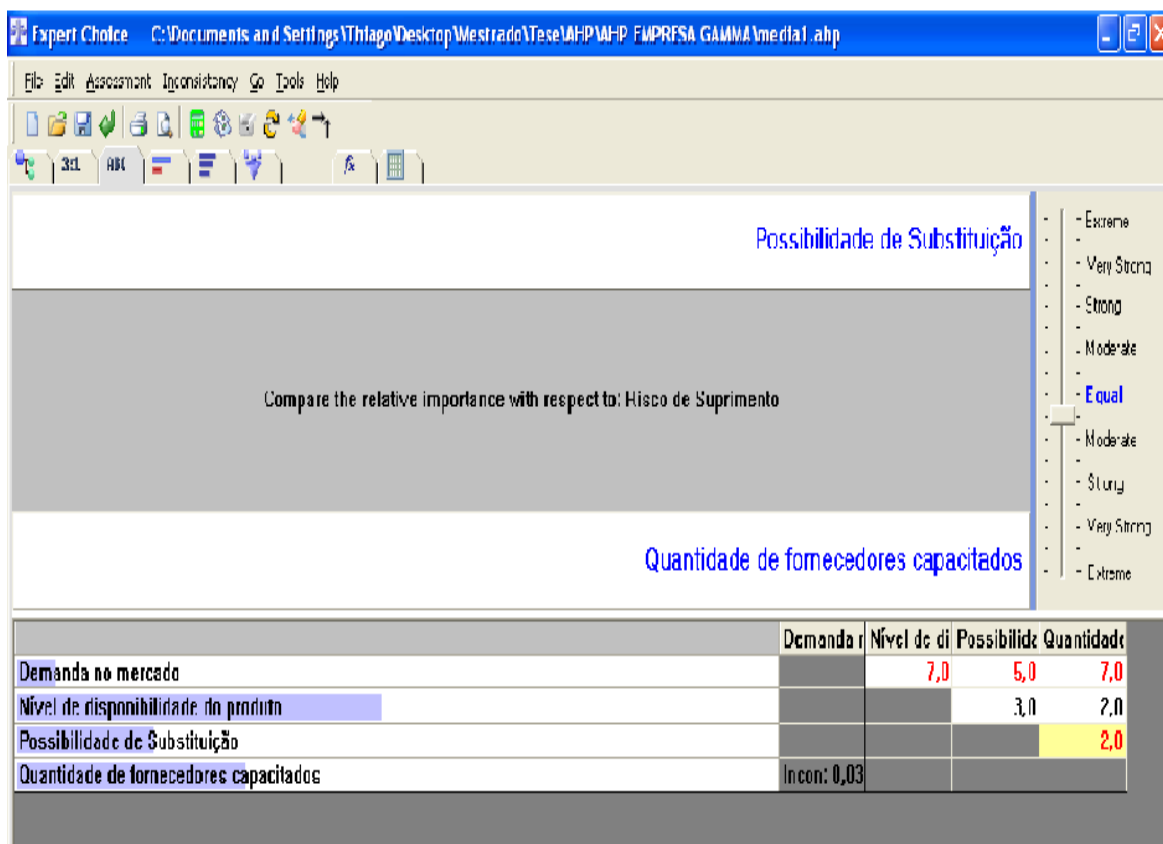 Expert Choice C:\Documents and Settings\Thiago\Desktop\Mestrado\Tese\AHP\AHP EMPRESA GAMMA\media1.ahp
File Edit Assessment Inconsistency Go Tools Help
3:1 ABC fx
Possibilidade de Substituição
Compare the relative importance with respect to: Risco de Suprimento
Quantidade de fornecedores capacitados
Extreme
Very Strong
Strong
Moderate
Equal
Moderate
Strong
Very Strong
Extreme
Demanda r Nível de di Possibilida Quantidade
Demanda no mercado 7,0 5,0 7,0
Nível de disponibilidade do produto 3,0 2,0
Possibilidade de Substituição 2,0
Quantidade de fornecedores capacitados Incon: 0,03